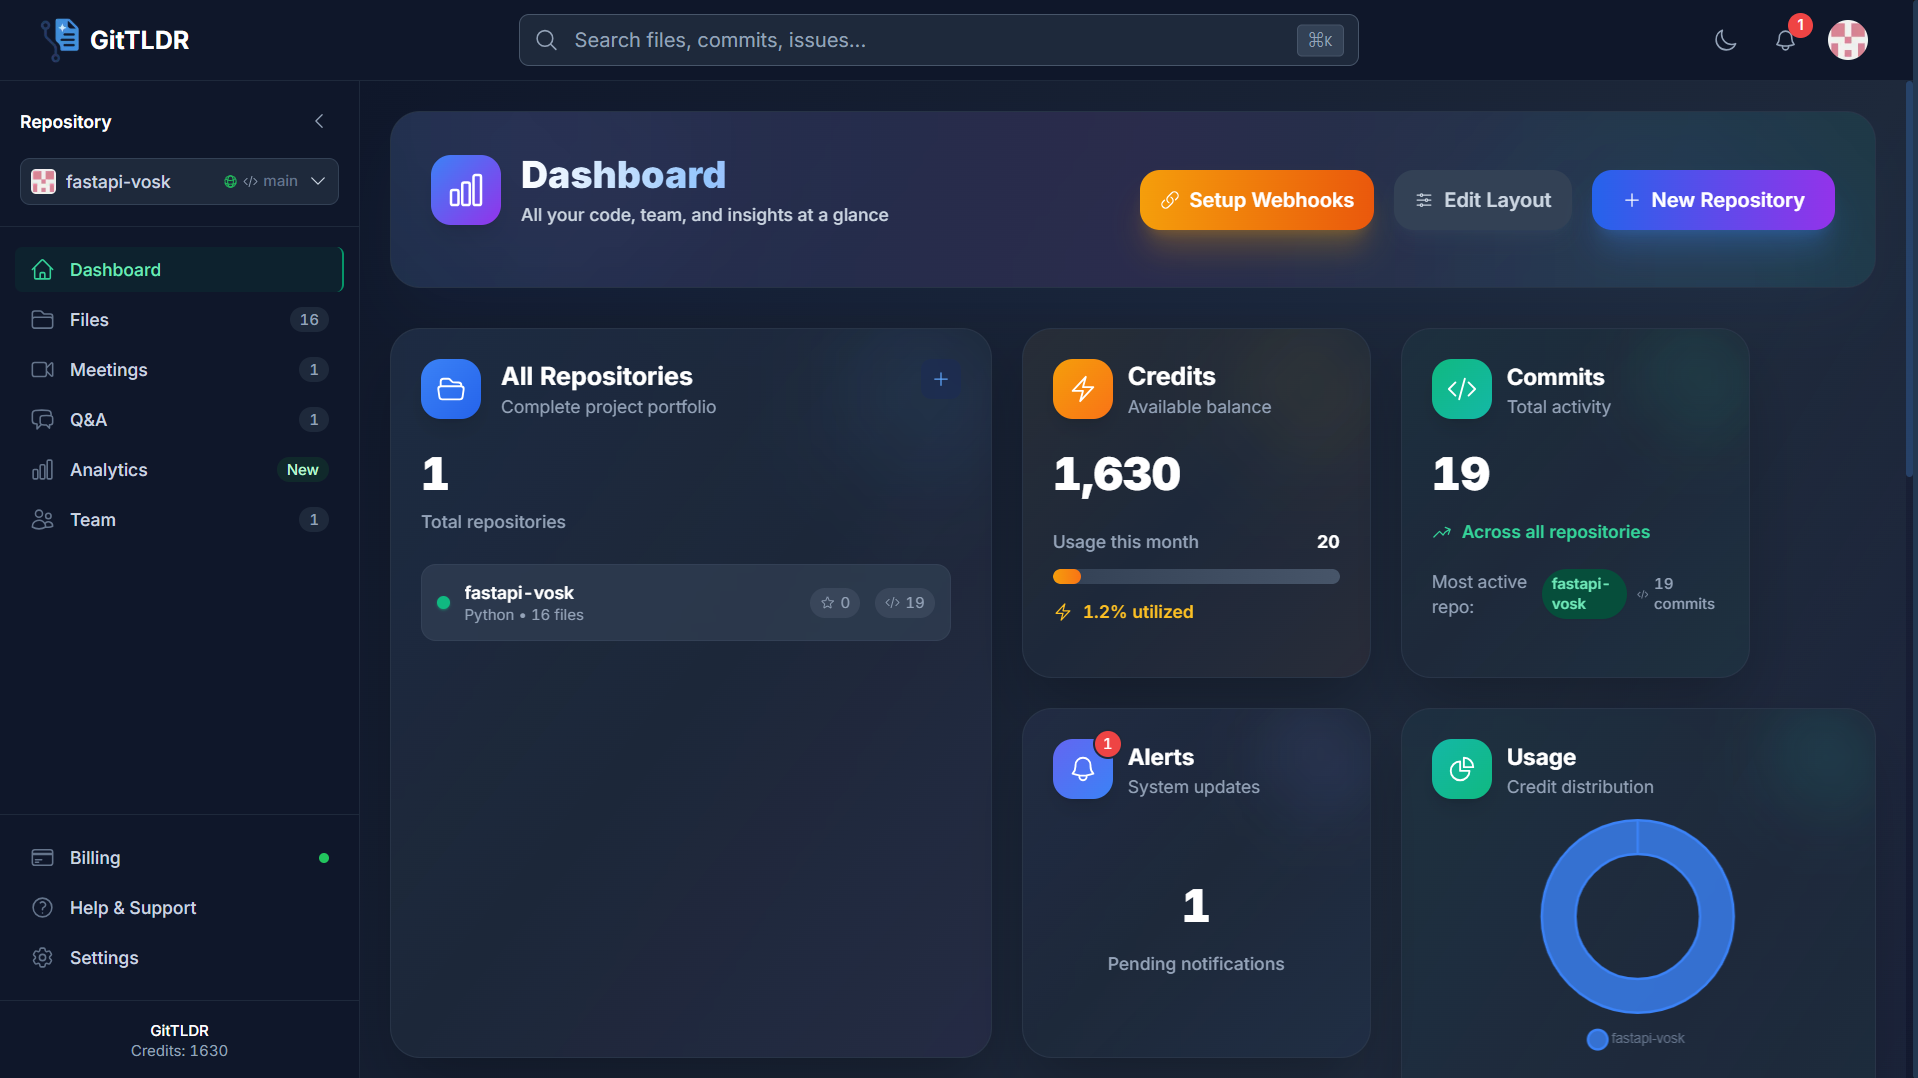 GitTLDR
Search files, commits, issues...
⌘K
1
Repository
fastapi-vosk
main
Dashboard
Files
16
Meetings
1
Q&A
1
Analytics
New
Team
1
Billing
Help & Support
Settings
GitTLDR
Credits: 1630
Dashboard
All your code, team, and insights at a glance
Setup Webhooks
Edit Layout
+ New Repository
All Repositories
Complete project portfolio
+
1
Total repositories
fastapi-vosk
Python • 16 files
0
19
Credits
Available balance
1,630
Usage this month
20
1.2% utilized
Commits
Total activity
19
Across all repositories
Most active
repo:
fastapi-
vosk
19
commits
1
Alerts
System updates
1
Pending notifications
Usage
Credit distribution
fastapi-vosk